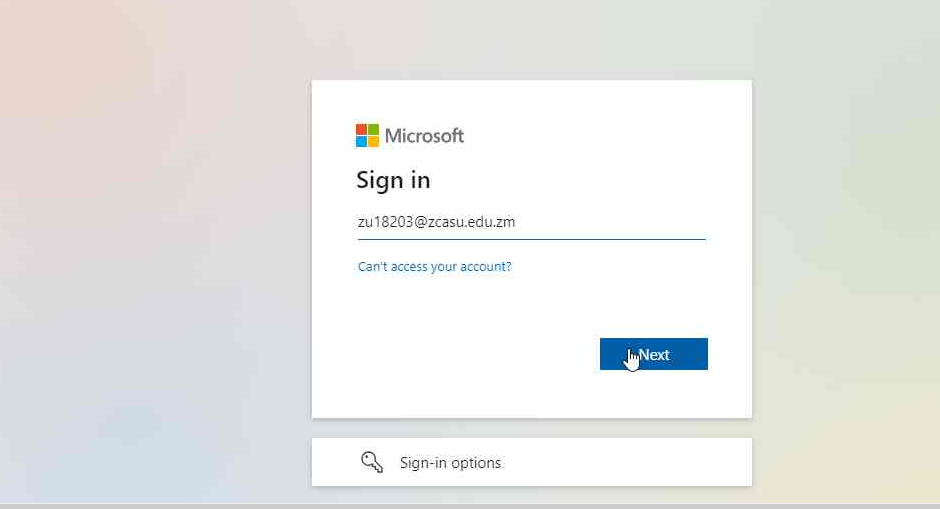 Microsoft
Sign in
zu18203@zcasu.edu.zm
Can't access your account?
Next
Sign-in options